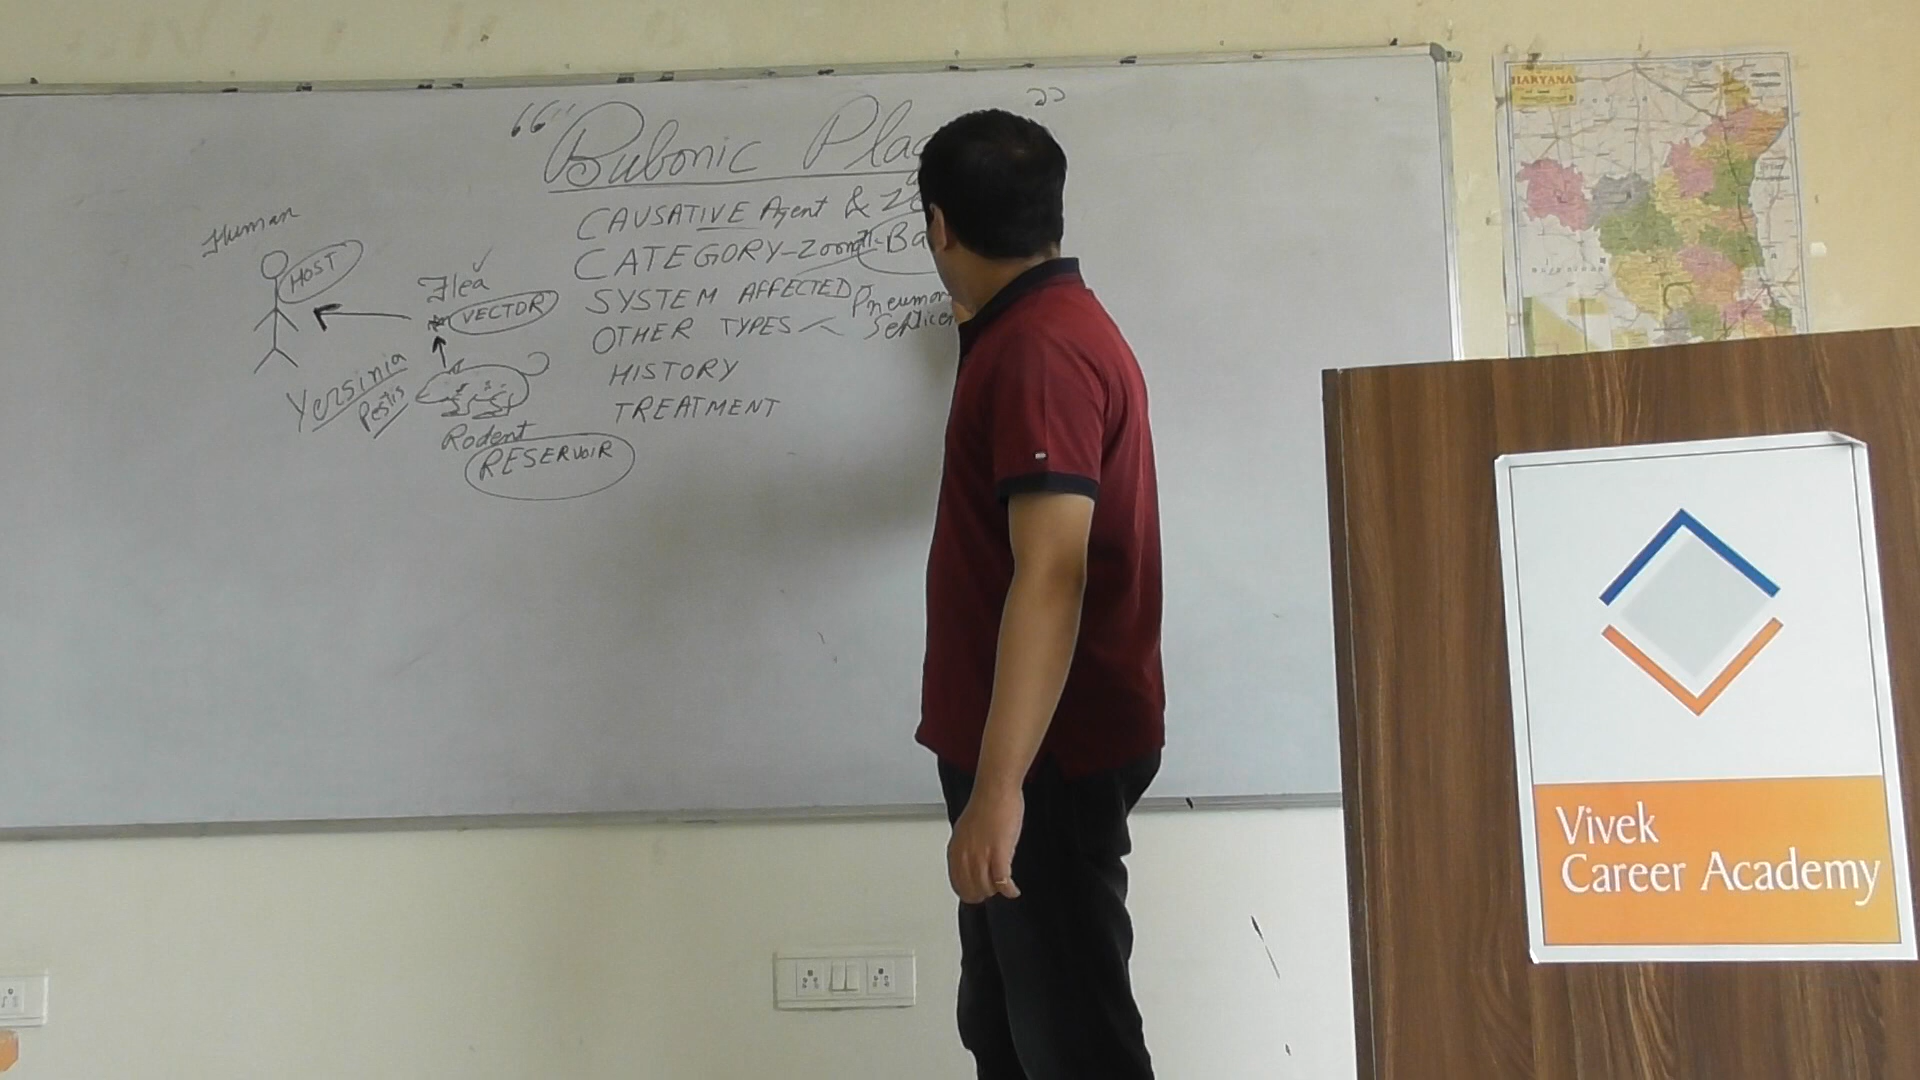 "Bubonic
CAUSATIVE Agent &
CATEGORY-
SYSTEM AFFECTED
OTHER TYPES
HISTORY
TREATMENT
Human
HOST
Flea
VECTOR
Yersinia
Pestis
Rodent
RESERVOIR
HARYANA
Vivek
Career Academy